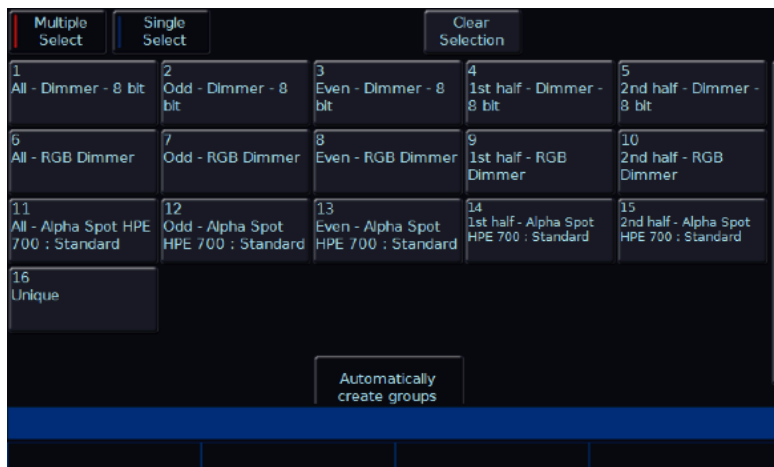 Multiple
Select
Single
Select
Clear
Selection
1
All - Dimmer - 8 bit
2
Odd - Dimmer - 8
bit
3
Even - Dimmer - 8
bit
4
1st half - Dimmer -
8 bit
5
2nd half - Dimmer -
8 bit
6
All - RGB Dimmer
7
Odd - RGB Dimmer
8
Even - RGB Dimmer
9
1st half - RGB
Dimmer
10
2nd half - RGB
Dimmer
11
All - Alpha Spot HPE
700 : Standard
12
Odd - Alpha Spot
HPE 700 : Standard
13
Even - Alpha Spot
HPE 700 : Standard
14
1st half - Alpha Spot
HPE 700 : Standard
15
2nd half - Alpha Spot
HPE 700 : Standard
16
Unique
Automatically
create groups